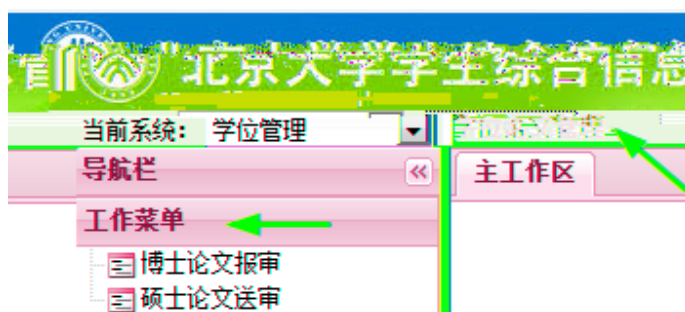 北京大学学生综合信息
当前系统： 学位管理
导航栏
主工作区
工作菜单
博士论文报审
硕士论文送审